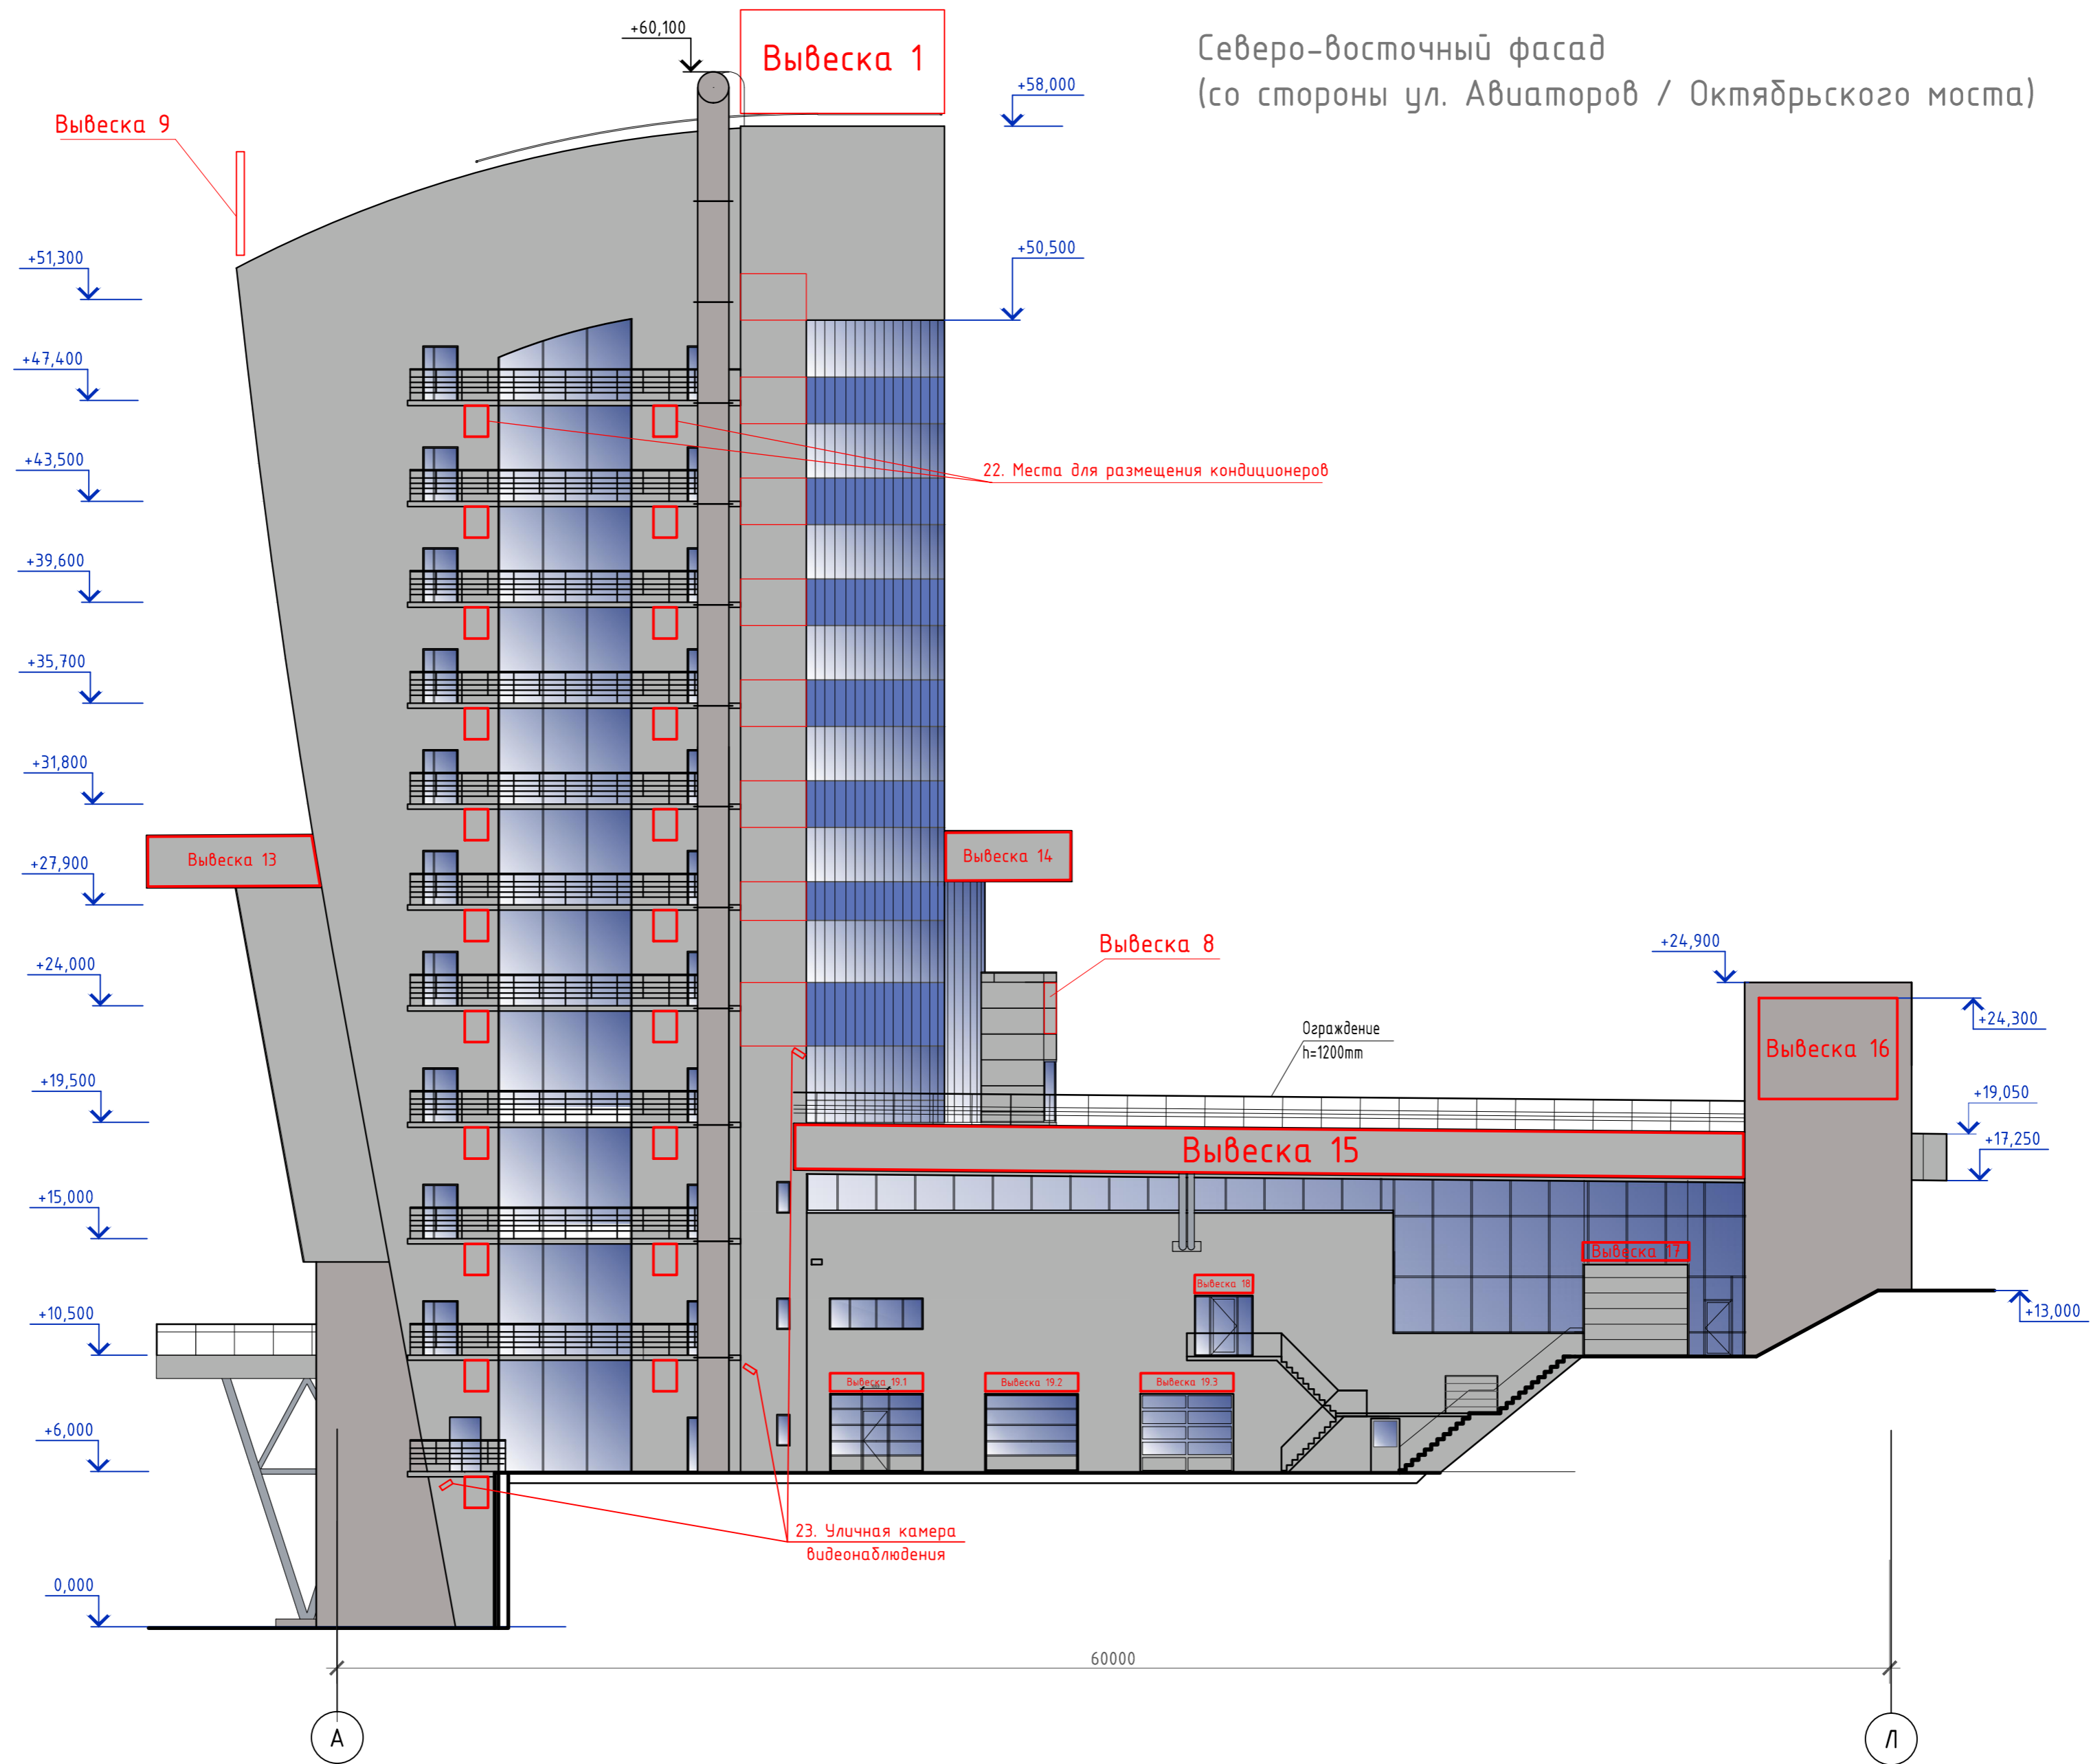 Северо-восточный фасад
(со стороны ул. Авиаторов / Октябрьского моста)
+60,100
Вывеска 1
+58,000
Вывеска 9
+51,300
+50,500
+47,400
+43,500
22. Места для размещения кондиционеров
+39,600
+35,700
+31,800
+27,900
Вывеска 13
Вывеска 14
+24,000
Вывеска 8
+24,900
+24,300
Вывеска 16
Ограждение
h=1200mm
+19,500
+19,050
+17,250
Вывеска 15
+15,000
Вывеска 17
Вывеска 18
+13,000
+10,500
Вывеска 19.1
Вывеска 19.2
Вывеска 19.3
+6,000
23. Уличная камера
видеонаблюдения
0,000
60000
А
Л